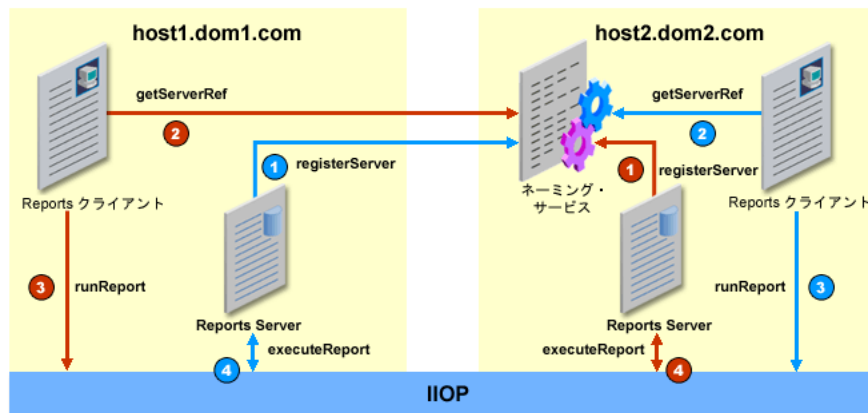 host1.dom1.com
host2.dom2.com
getServerRef
2
getServerRef
2
1
registerServer
1
registerServer
ネーミング・
サービス
Reports クライアント
Reports クライアント
3
runReport
runReport
3
Reports Server
Reports Server
executeReport
4
executeReport
4
IIOP